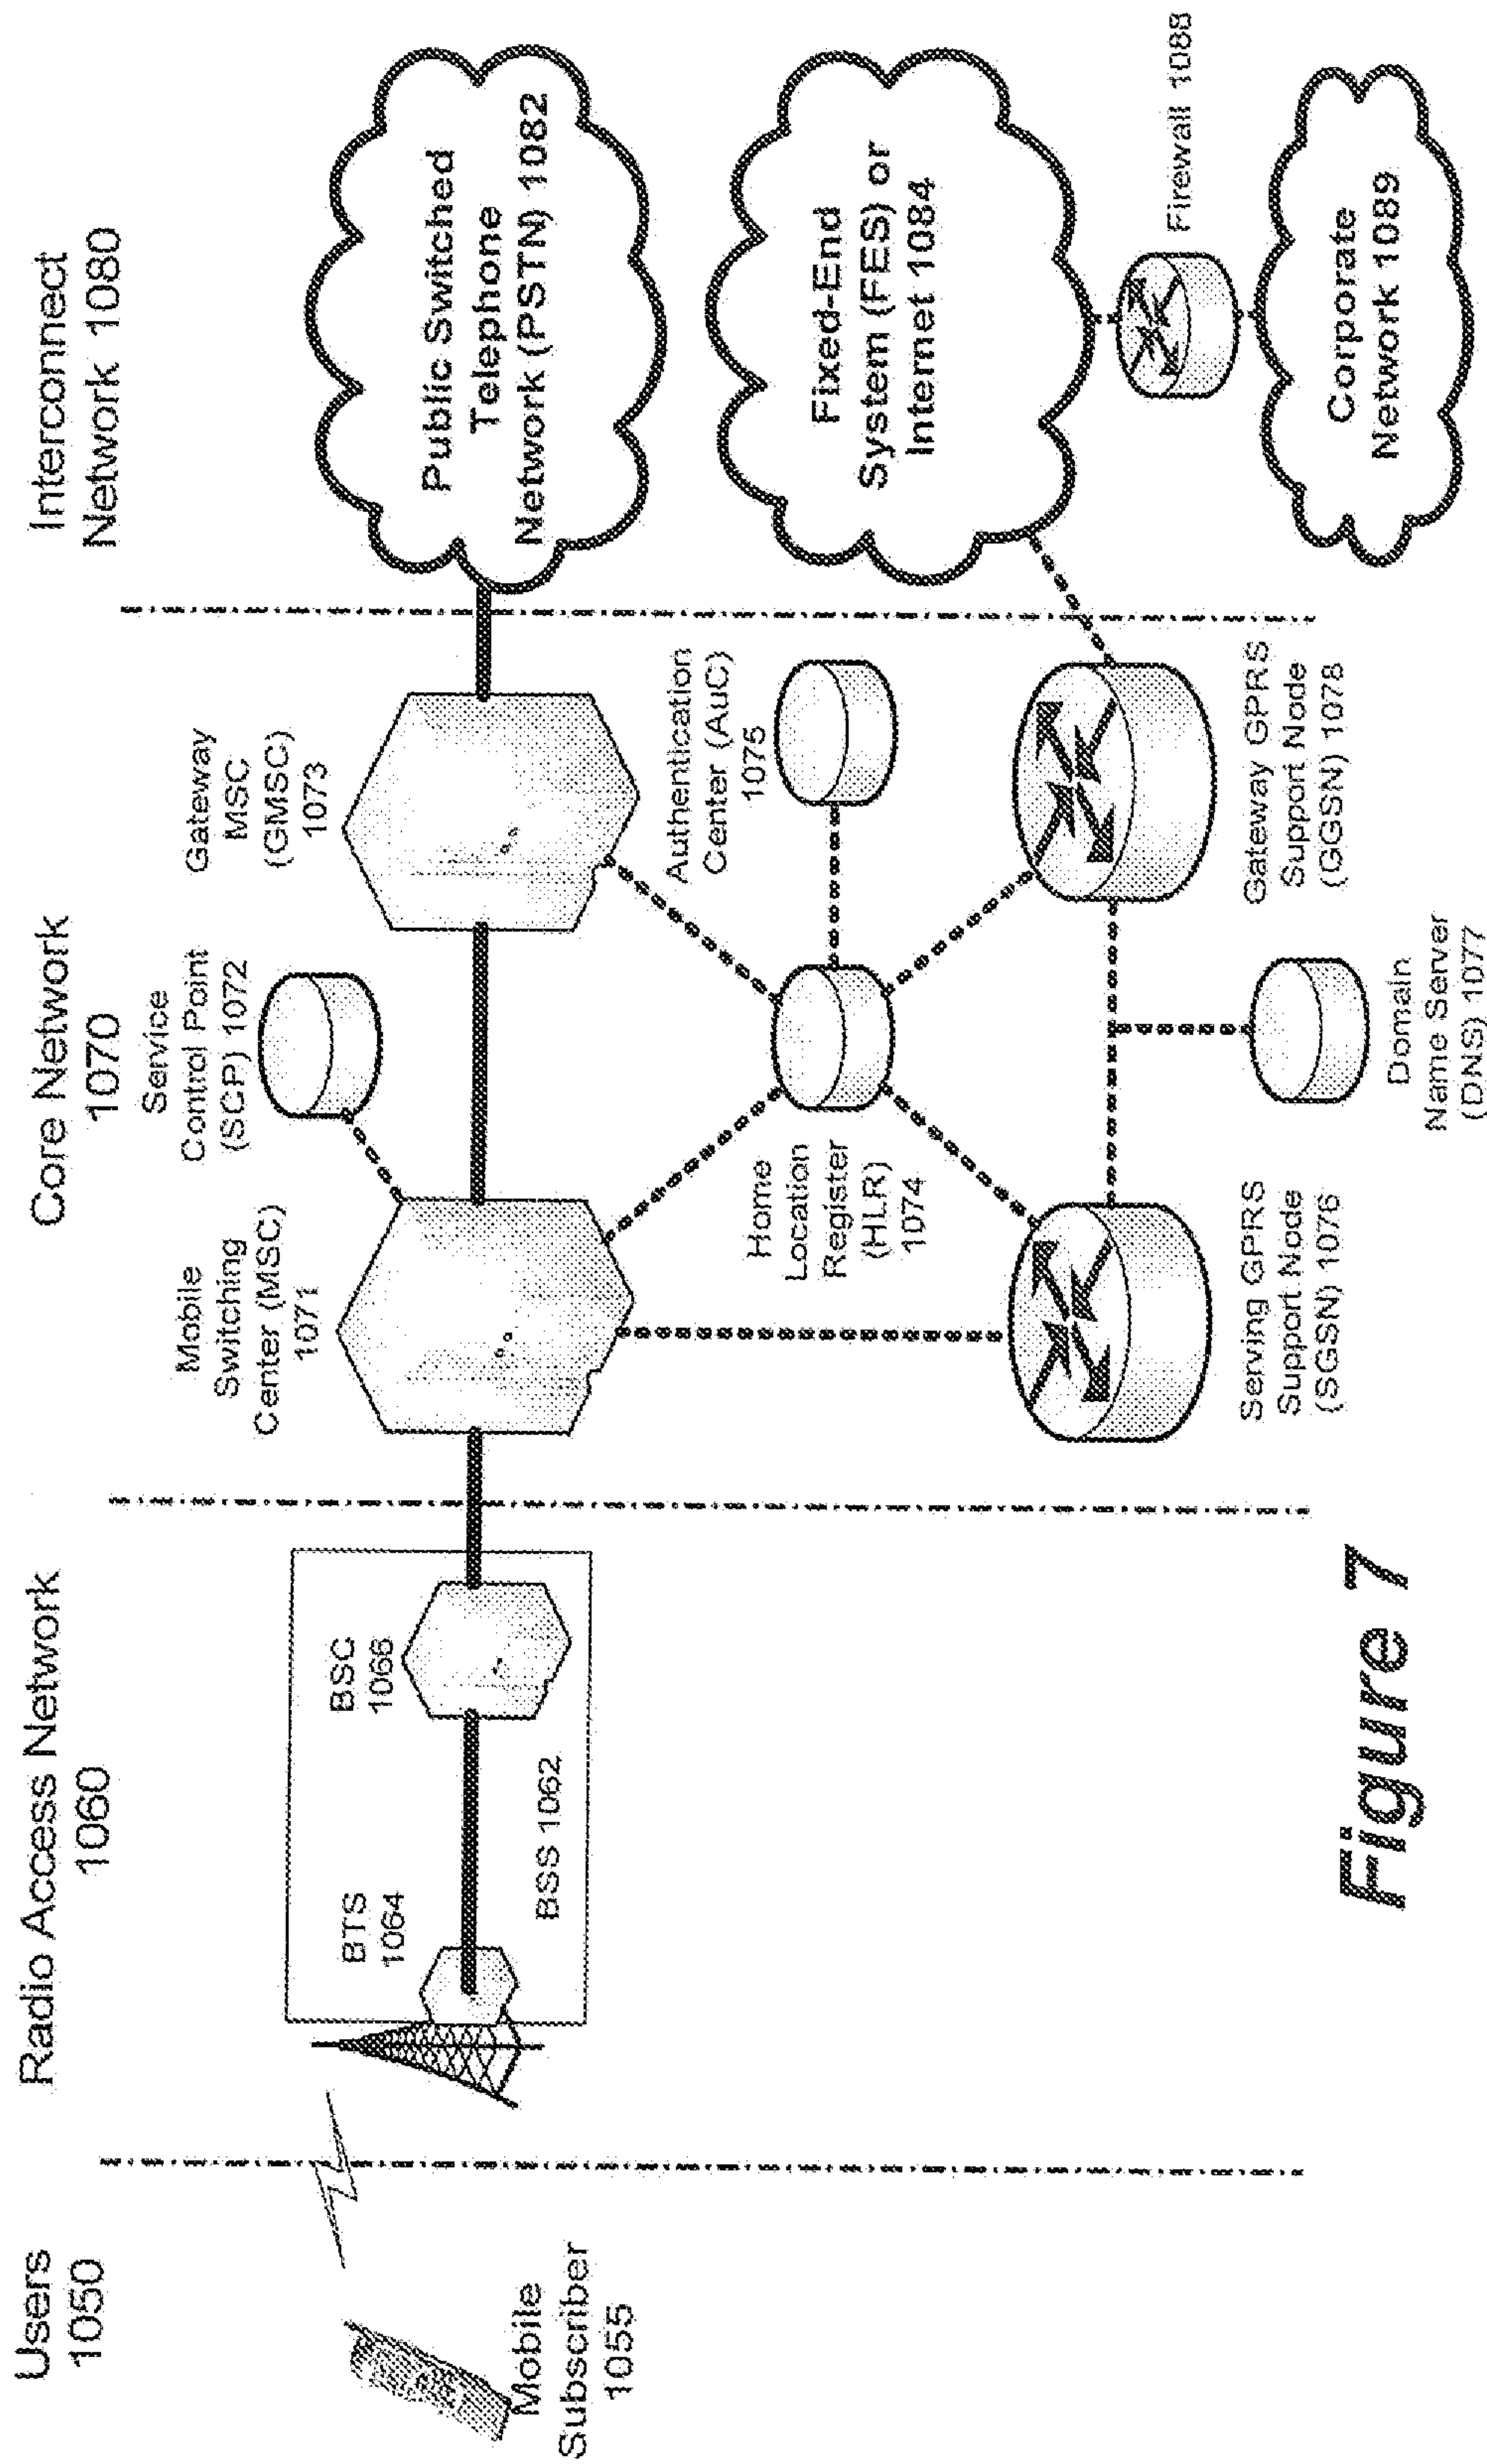 Users
1050
Radio Access Network
1060
Core Network
1070
Interconnect
Network 1080
Mobile
Subscriber
1055
BTS
1064
BSC
1066
BSS 1062
Mobile
Switching
Center (MSC)
1071
Service
Control Point
(SCP) 1072
Gateway
MSC
(GMSC)
1073
Public Switched
Telephone
Network (PSTN) 1082
Home
Location
Register
(HLR)
1074
Authentication
Center (AuC)
1075
Fixed-End
System (FES) or
Internet 1084
Firewall 1088
Serving GPRS
Support Node
(SGSN) 1076
Domain
Name Server
(DNS) 1077
Gateway GPRS
Support Node
(GGSN) 1078
Corporate
Network 1089
Figure 7